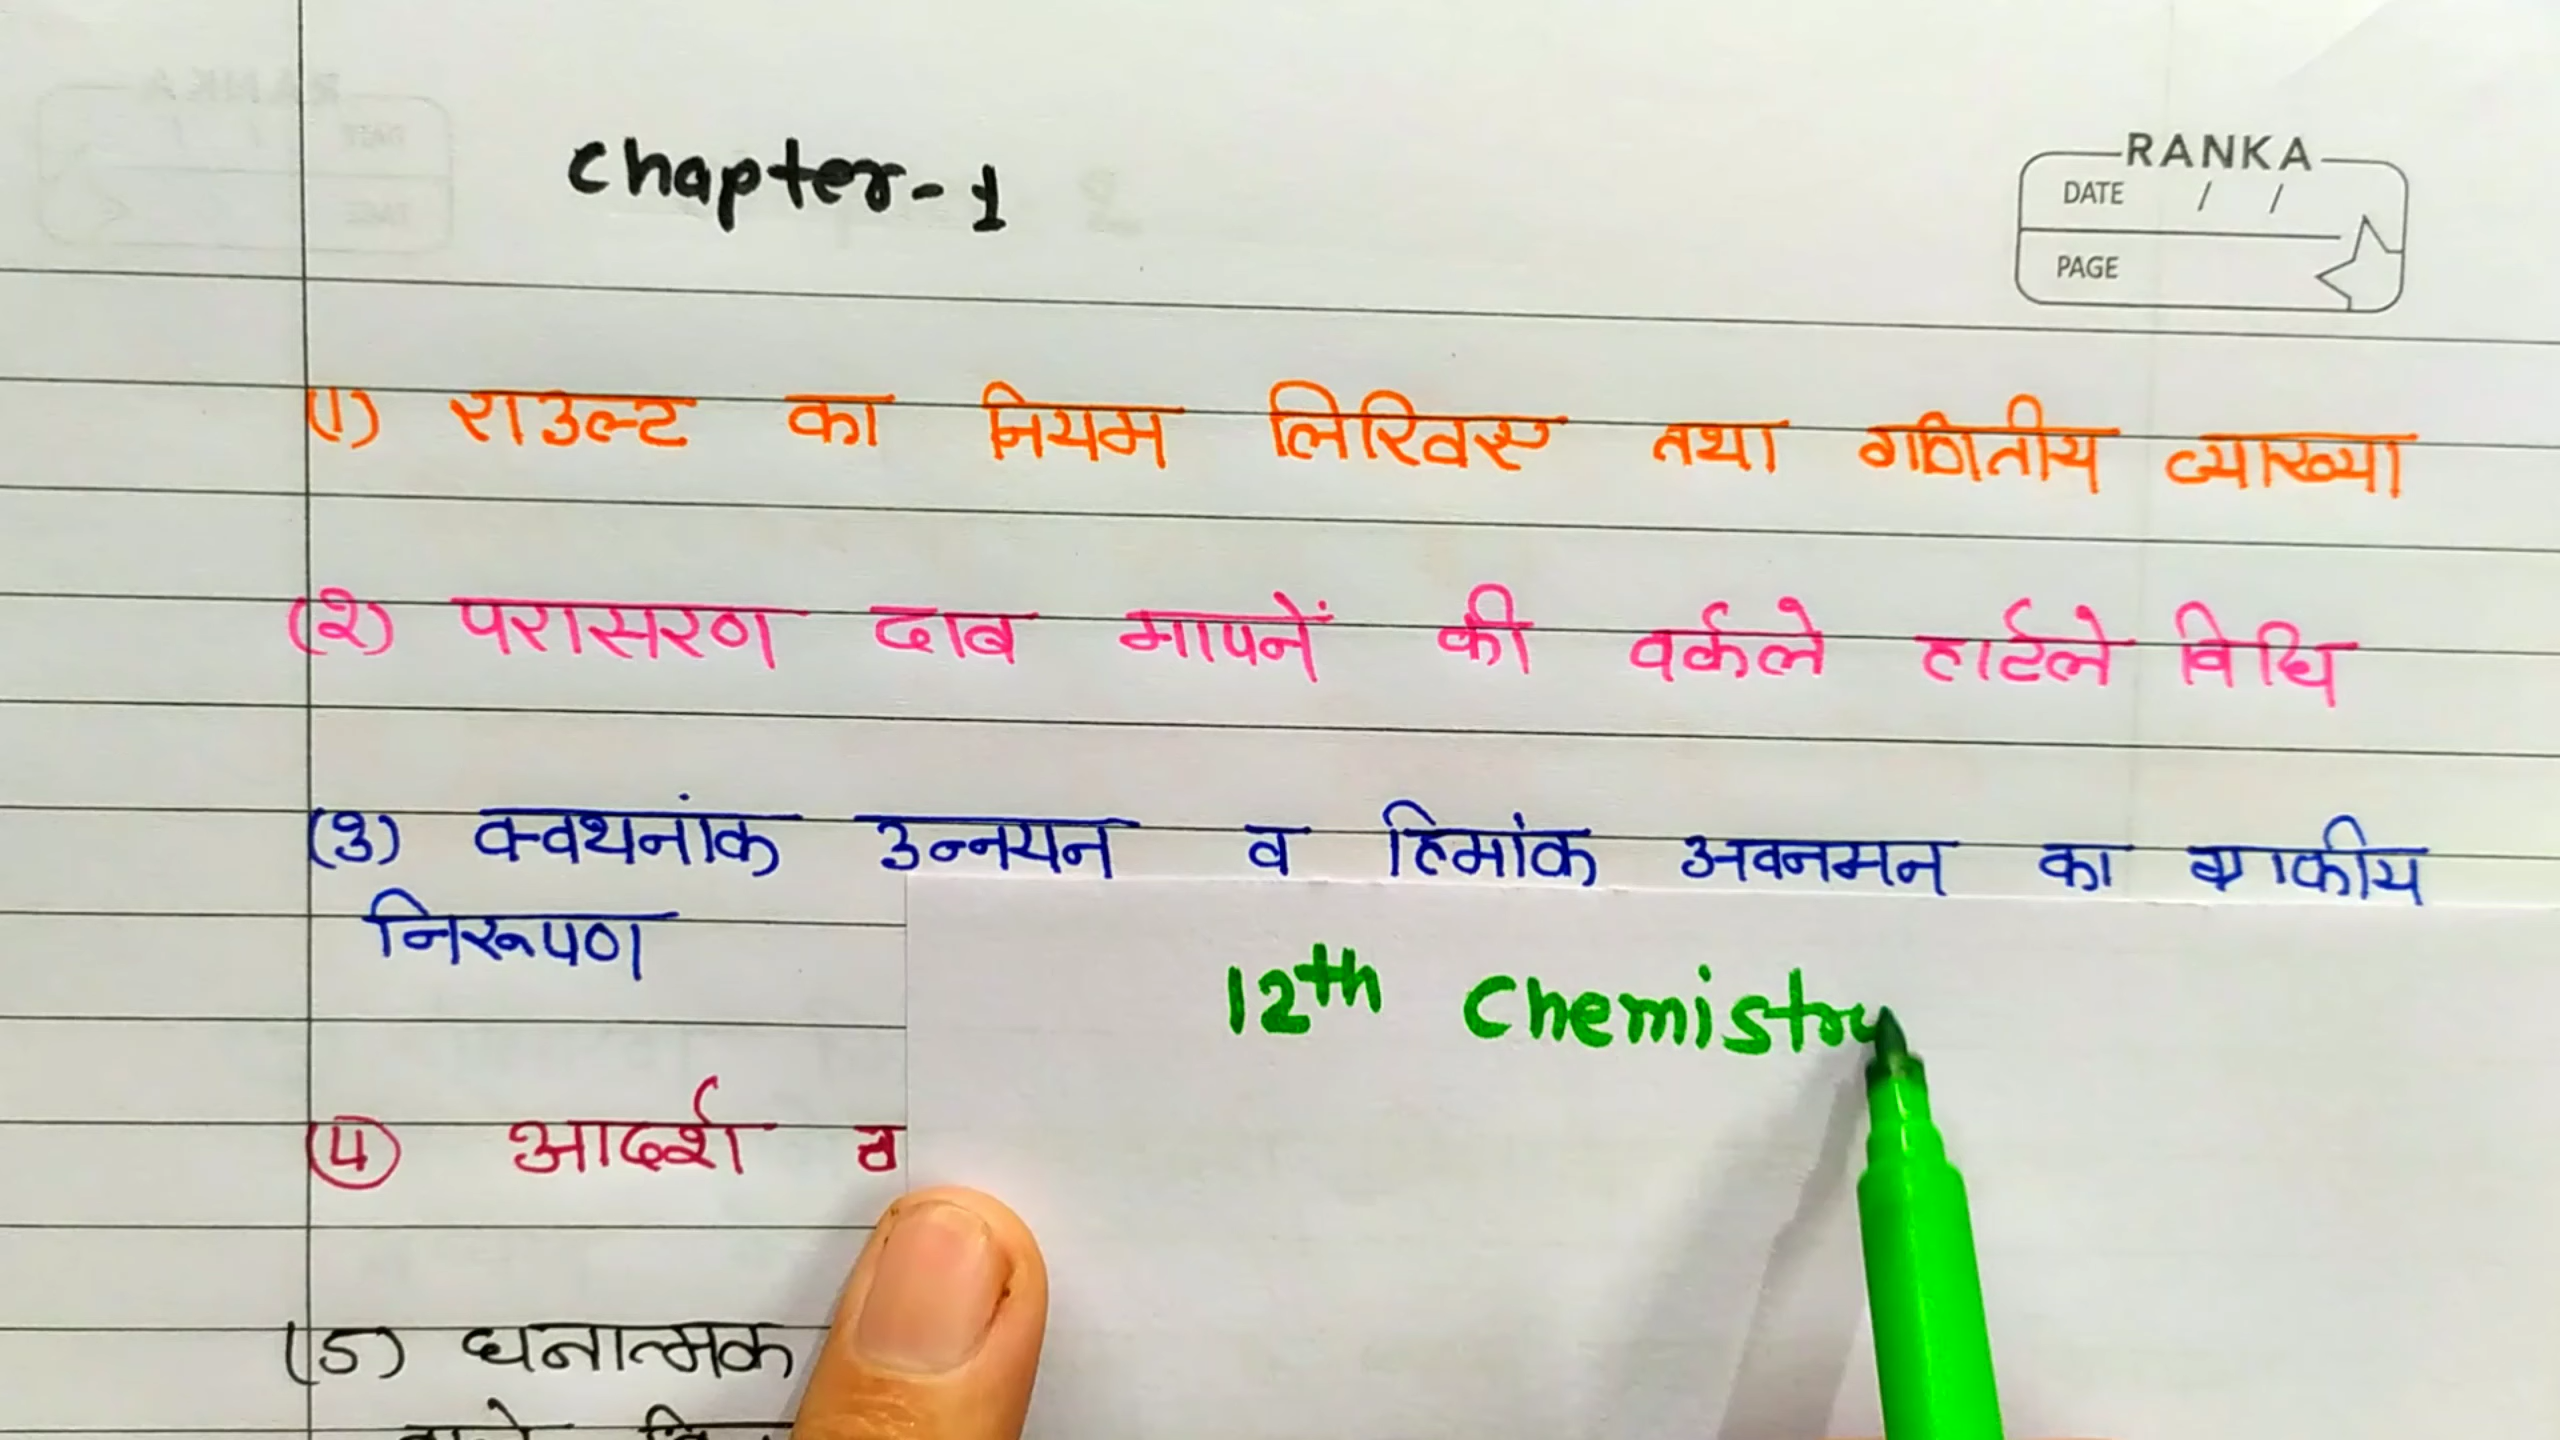 Chapter-1
RANKA
DATE / /
PAGE
(1) राउल्ट का नियम लिखिए तथा गणितीय व्याख्या
(२) परासरण दाब मापनें की वर्कले हार्टले विधि
(3) क्वथनांक उन्नयन व हिमांक अवनमन का ग्राफीय
निरूपण
12th Chemistry
(4) आदर्श व
(5) धनात्मक